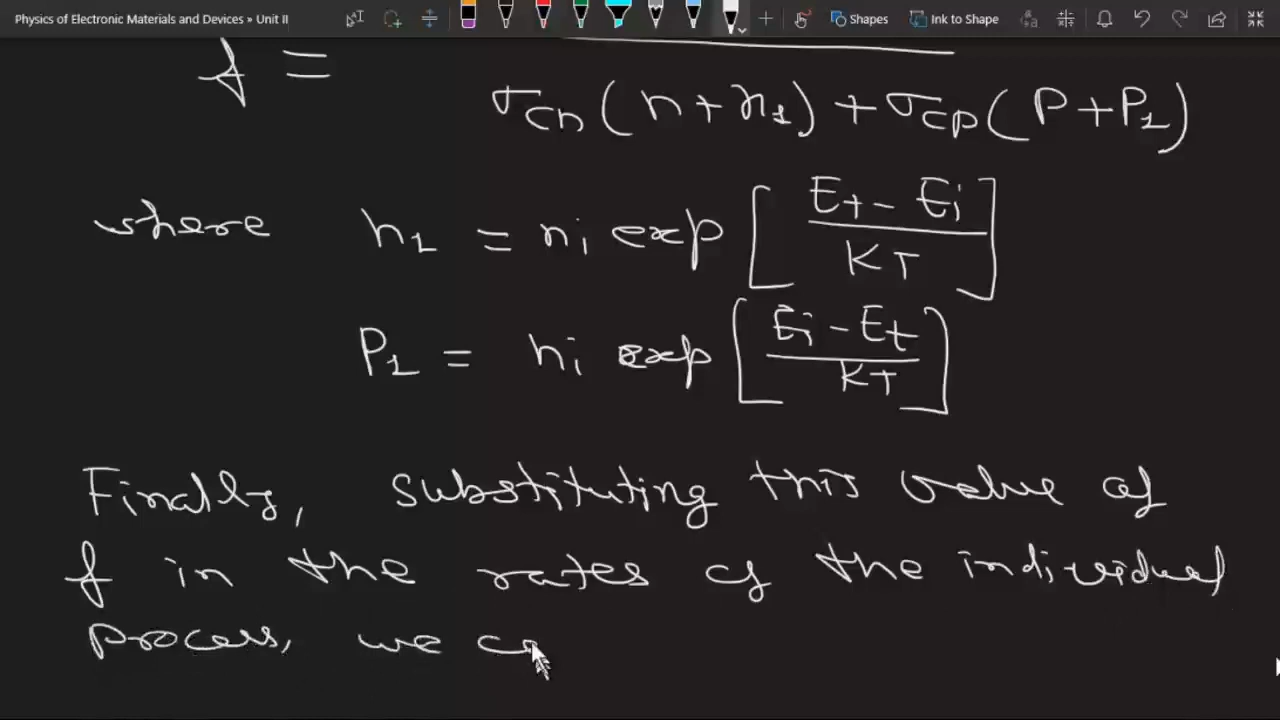 Physics of Electronic Materials and Devices » Unit II
Shapes
Ink to Shape
f =
σcn (n + n1) + σcp (P + P1)
where n1 = ni exp [ Et - Ei / KT ]
P1 = ni exp [ Ei - Et / KT ]
Finally, substituting this value of
f in the rates of the individual
process, we